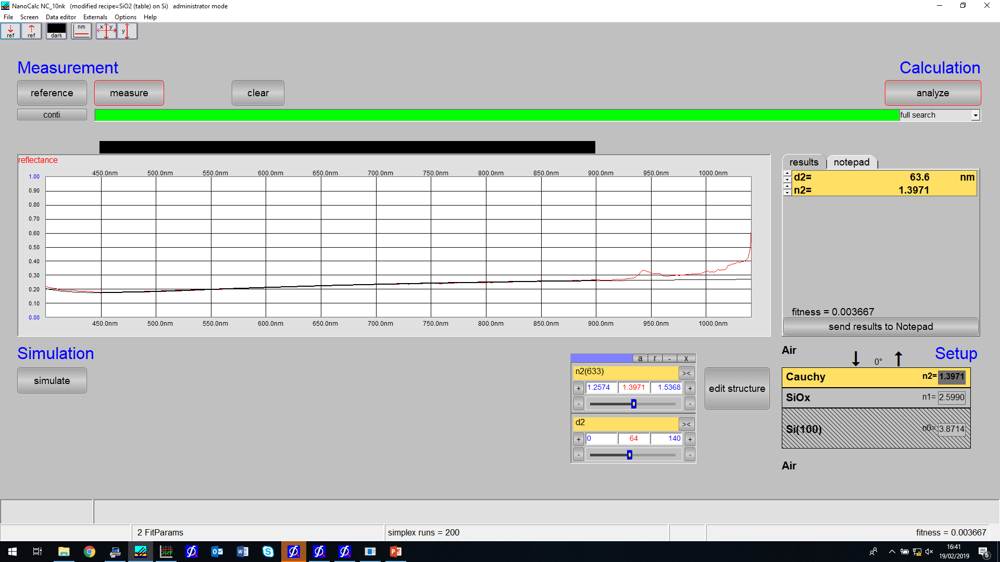 NanoCalc NC_10nk (modified recipe=SiO2 (table) on Si) administrator mode
File Screen Data editor Externals Options Help
ref ref dark nm x y y
Measurement
Calculation
reference measure clear analyze
conti full search
reflectance
450.0nm 500.0nm 550.0nm 600.0nm 650.0nm 700.0nm 750.0nm 800.0nm 850.0nm 900.0nm 950.0nm 1000.0nm
1.00
0.90
0.80
0.70
0.60
0.50
0.40
0.30
0.20
0.10
0.00
450.0nm 500.0nm 550.0nm 600.0nm 650.0nm 700.0nm 750.0nm 800.0nm 850.0nm 900.0nm 950.0nm 1000.0nm
results notepad
d2= 63.6 nm
n2= 1.3971
fitness = 0.003667
send results to Notepad
Simulation
simulate
a r - x
n2(633) ><
+ 1.2574 1.3971 1.5368 +
- -
d2 ><
+ 0 64 140 +
- -
edit structure
Air
0°
Setup
Cauchy n2= 1.3971
SiOx n1= 2.5990
Si(100) n0= 3.8714
Air
2 FitParams simplex runs = 200 fitness = 0.003667
16:41
19/02/2019
6